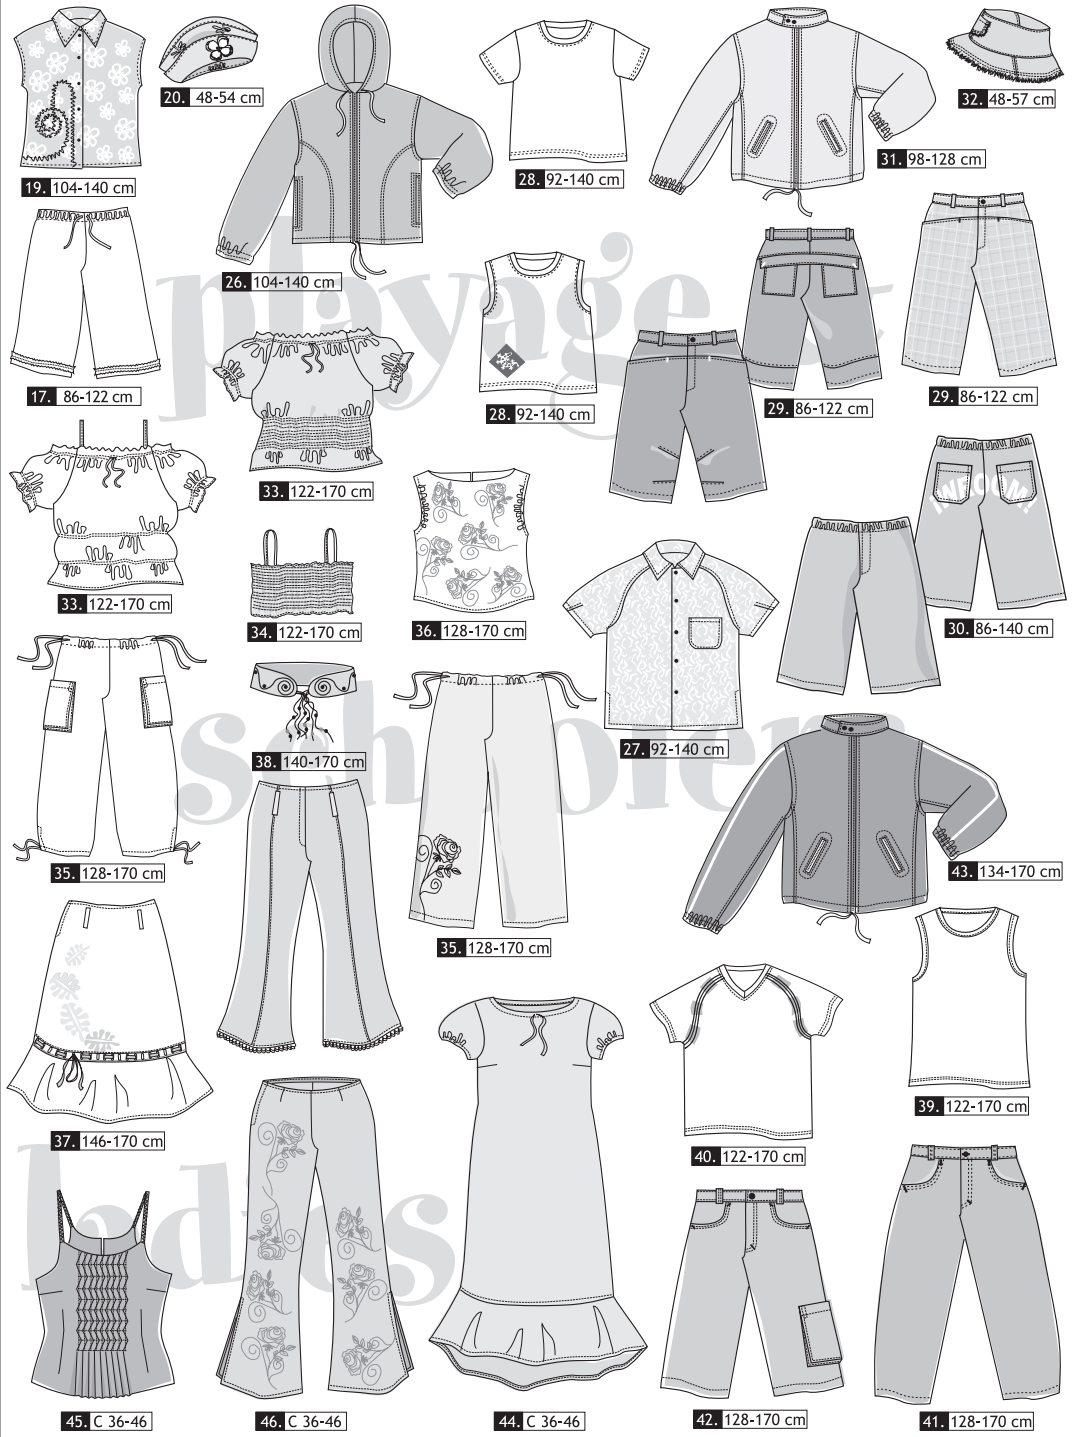 20. 48-54 cm
32. 48-57 cm
31. 98-128 cm
28. 92-140 cm
19. 104-140 cm
26. 104-140 cm
playage
17. 86-122 cm
28. 92-140 cm
29. 86-122 cm
29. 86-122 cm
33. 122-170 cm
33. 122-170 cm
34. 122-170 cm
36. 128-170 cm
30. 86-140 cm
27. 92-140 cm
38. 140-170 cm
35. 128-170 cm
43. 134-170 cm
35. 128-170 cm
39. 122-170 cm
37. 146-170 cm
40. 122-170 cm
ladies
45. C 36-46
46. C 36-46
44. C 36-46
42. 128-170 cm
41. 128-170 cm